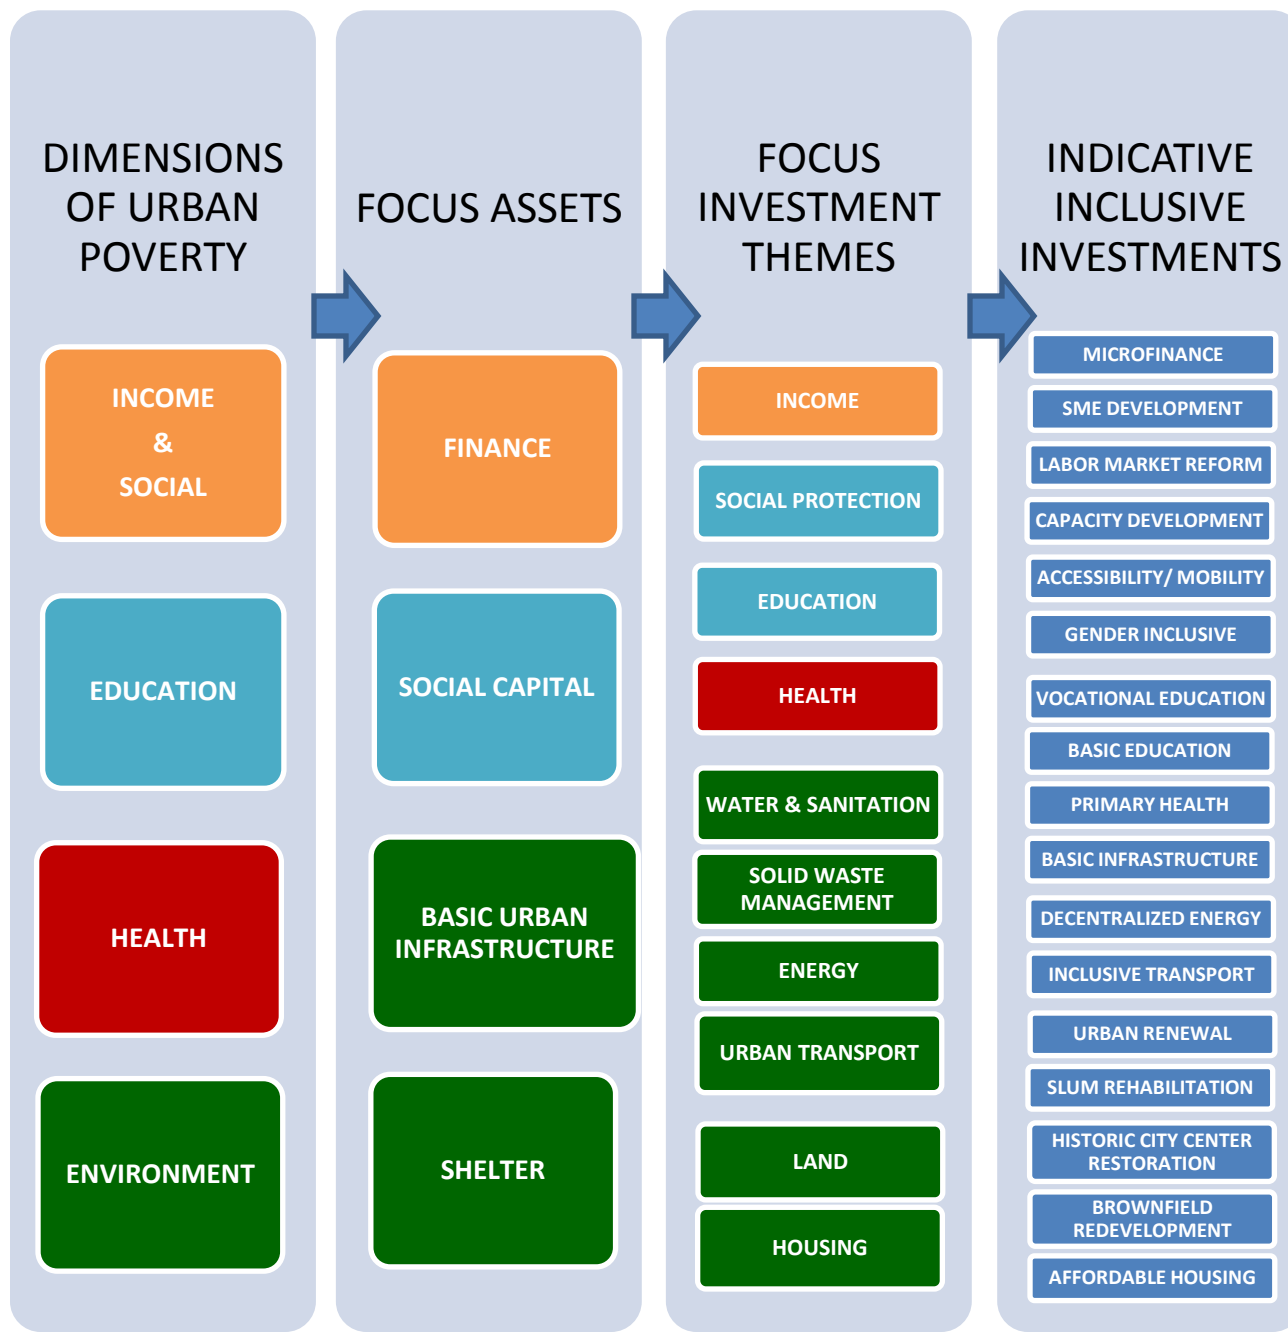 DIMENSIONS
OF URBAN
POVERTY
INCOME
&
SOCIAL
EDUCATION
HEALTH
ENVIRONMENT
FOCUS ASSETS
FINANCE
SOCIAL CAPITAL
BASIC URBAN
INFRASTRUCTURE
SHELTER
FOCUS
INVESTMENT
THEMES
INCOME
SOCIAL PROTECTION
EDUCATION
HEALTH
WATER & SANITATION
SOLID WASTE
MANAGEMENT
ENERGY
URBAN TRANSPORT
LAND
HOUSING
INDICATIVE
INCLUSIVE
INVESTMENTS
MICROFINANCE
SME DEVELOPMENT
LABOR MARKET REFORM
CAPACITY DEVELOPMENT
ACCESSIBILITY/ MOBILITY
GENDER INCLUSIVE
VOCATIONAL EDUCATION
BASIC EDUCATION
PRIMARY HEALTH
BASIC INFRASTRUCTURE
DECENTRALIZED ENERGY
INCLUSIVE TRANSPORT
URBAN RENEWAL
SLUM REHABILITATION
HISTORIC CITY CENTER
RESTORATION
BROWNFIELD
REDEVELOPMENT
AFFORDABLE HOUSING